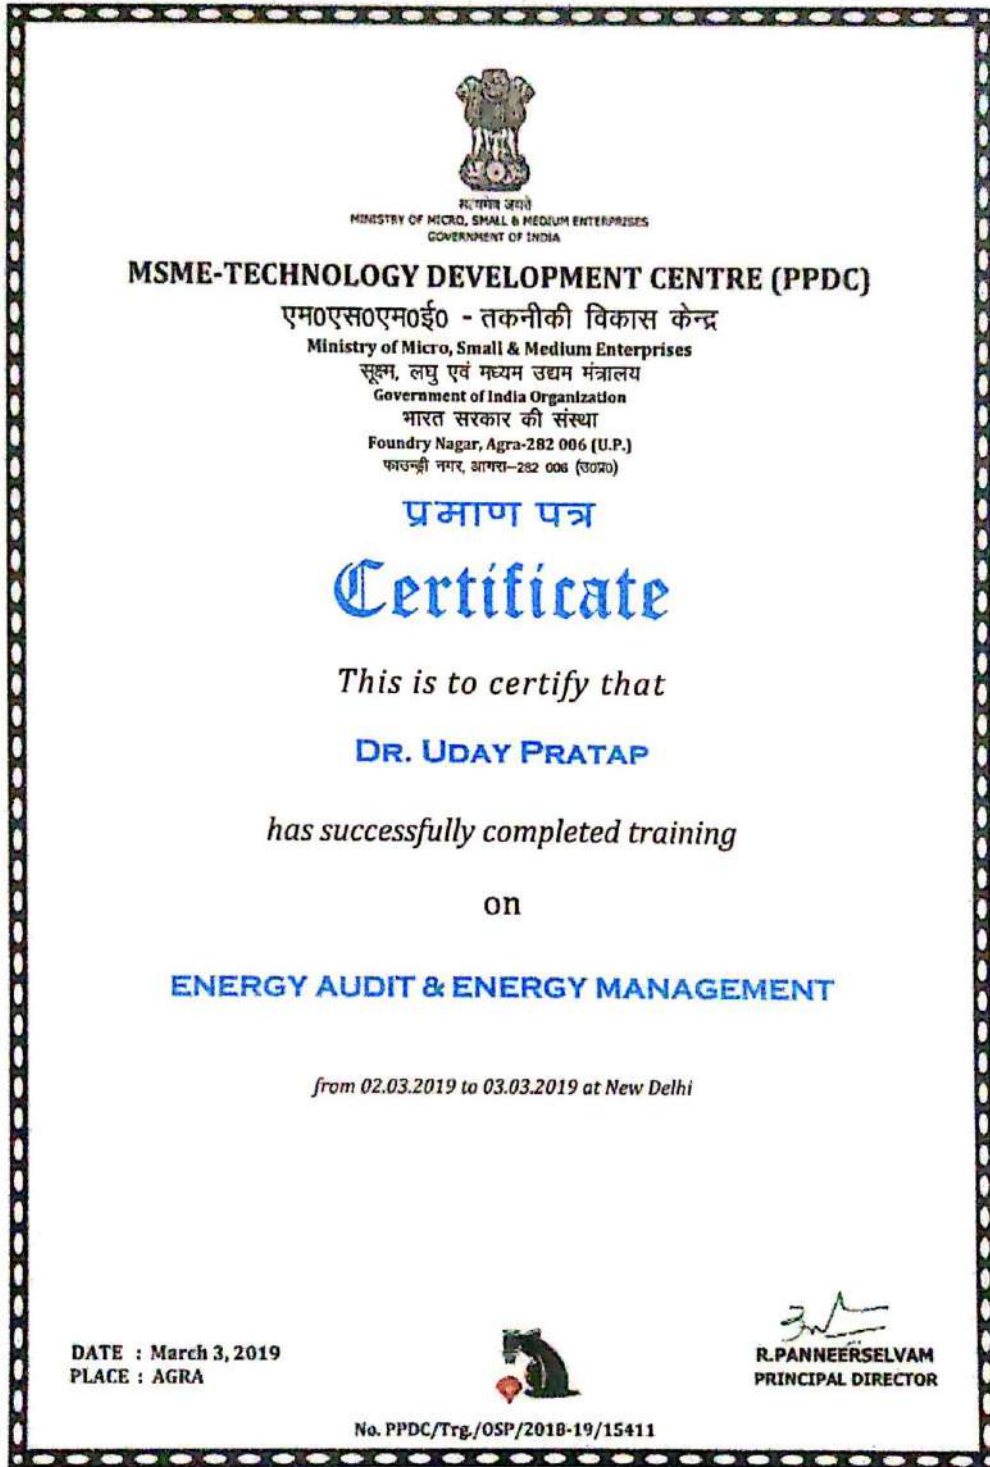 सत्यमेव जयते
MINISTRY OF MICRO, SMALL & MEDIUM ENTERPRISES
GOVERNMENT OF INDIA
MSME-TECHNOLOGY DEVELOPMENT CENTRE (PPDC)
एम0एस0एम0ई0 - तकनीकी विकास केन्द्र
Ministry of Micro, Small & Medium Enterprises
सूक्ष्म, लघु एवं मध्यम उद्यम मंत्रालय
Government of India Organization
भारत सरकार की संस्था
Foundry Nagar, Agra-282 006 (U.P.)
फाउन्ड्री नगर, आगरा-282 006 (उ0प्र0)
प्रमाण पत्र
Certificate
This is to certify that
DR. UDAY PRATAP
has successfully completed training
on
ENERGY AUDIT & ENERGY MANAGEMENT
from 02.03.2019 to 03.03.2019 at New Delhi
DATE : March 3, 2019
PLACE : AGRA
R.PANNEERSELVAM
PRINCIPAL DIRECTOR
No. PPDC/Trg./OSP/2018-19/15411